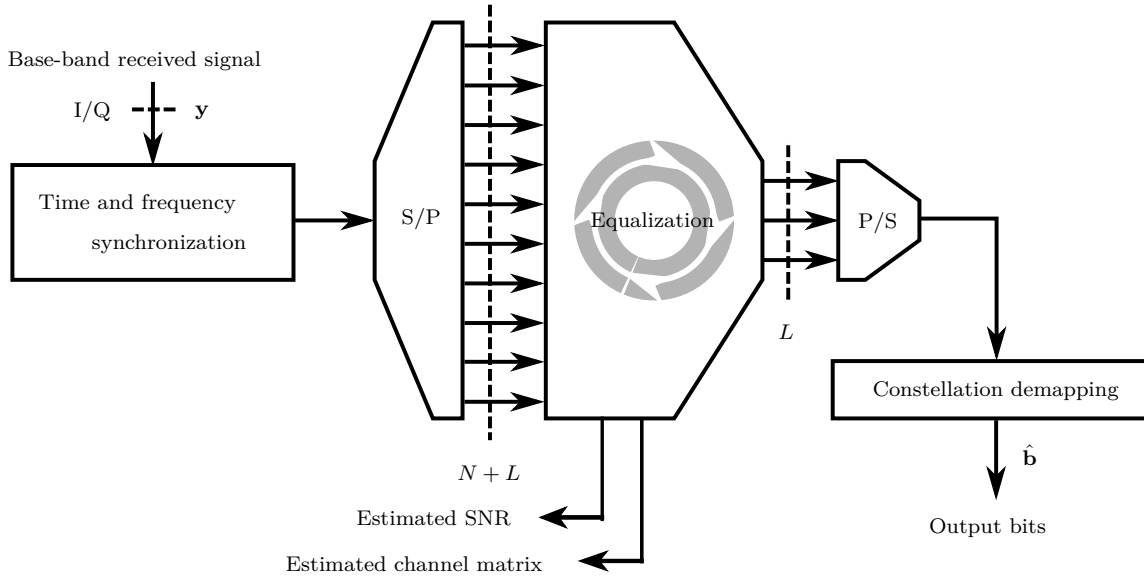 Base-band received signal
I/Q
y
Time and frequency
synchronization
S/P
N + L
Equalization
L
P/S
Constellation demapping
b̂
Output bits
Estimated SNR
Estimated channel matrix